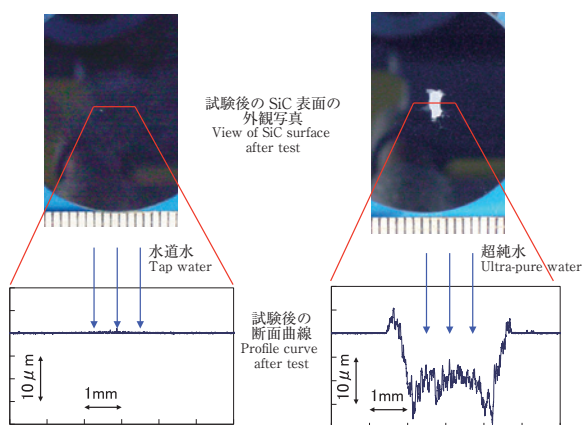 試験後の SiC 表面の
外観写真
View of SiC surface
after test
水道水
Tap water
超純水
Ultra-pure water
試験後の
断面曲線
Profile curve
after test
10μm
1mm
10μm
1mm